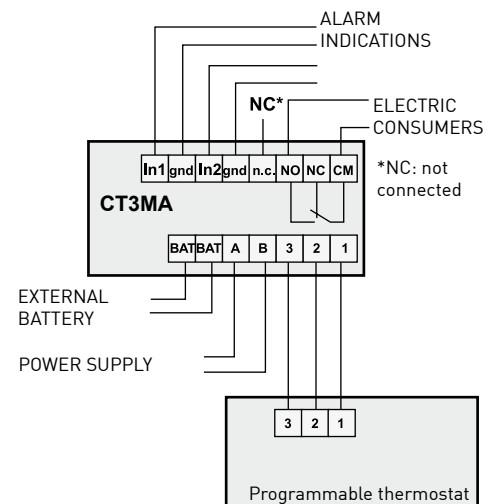 ALARM
INDICATIONS
NC*
ELECTRIC
CONSUMERS
In1 gnd In2 gnd n.c. NO NC CM
*NC: not
connected
CT3MA
BAT BAT A B 3 2 1
EXTERNAL
BATTERY
POWER SUPPLY
3 2 1
Programmable thermostat